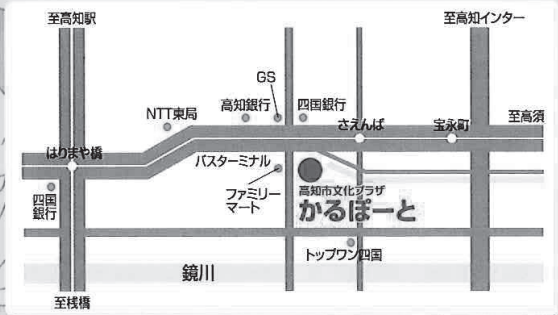 至高知駅
至高知インター
GS
NTT東局
高知銀行
四国銀行
さえんば
宝永町
至高須
はりまや橋
バスターミナル
四国
銀行
ファミリー
マート
高知市文化プラザ
かるぽーと
トップワン四国
鏡川
至桟橋